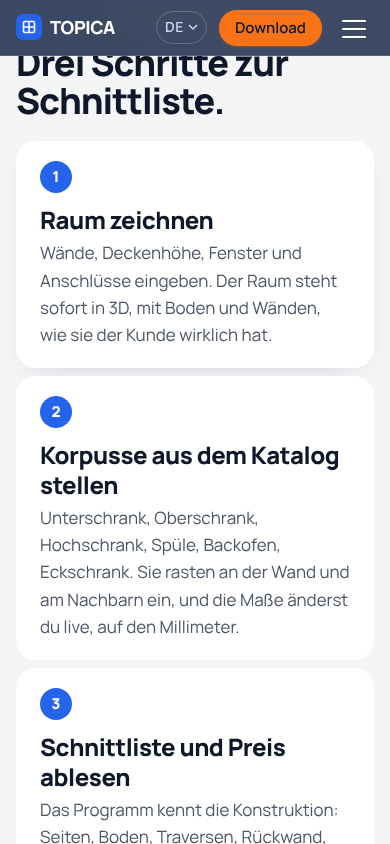 TOPICA
DE
Download
Drei Schritte zur
Schnittliste.
1
Raum zeichnen
Wände, Deckenhöhe, Fenster und
Anschlüsse eingeben. Der Raum steht
sofort in 3D, mit Boden und Wänden,
wie sie der Kunde wirklich hat.
2
Korpusse aus dem Katalog
stellen
Unterschrank, Oberschrank,
Hochschrank, Spüle, Backofen,
Eckschrank. Sie rasten an der Wand und
am Nachbarn ein, und die Maße änderst
du live, auf den Millimeter.
3
Schnittliste und Preis
ablesen
Das Programm kennt die Konstruktion:
Seiten, Boden, Traversen, Rückwand,